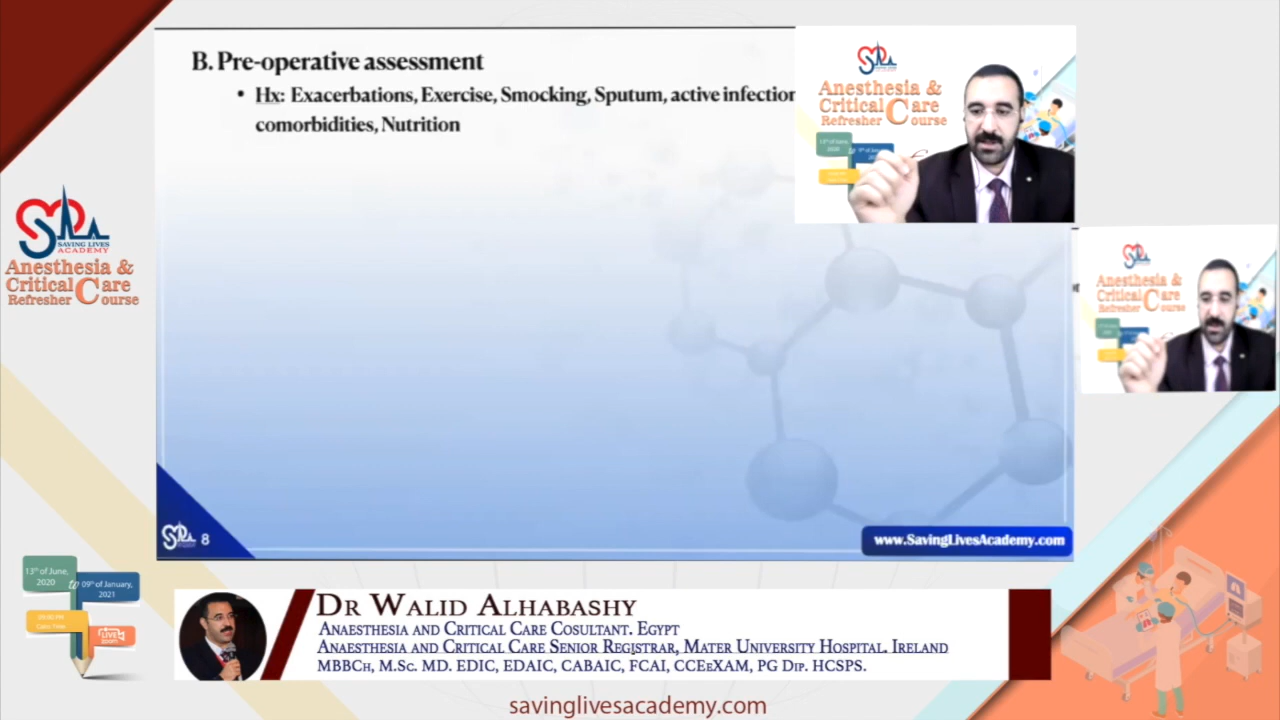 B. Pre-operative assessment
• Hx: Exacerbations, Exercise, Smocking, Sputum, active infection
comorbidities, Nutrition
Anesthesia &
Critical Care
Refresher Course
SAVING LIVES
ACADEMY
Anesthesia &
Critical Care
Refresher Course
Anesthesia &
Critical Care
Refresher Course
8
www.SavingLivesAcademy.com
13th of June,
2020
to 09th of January,
2021
LIVE
DR WALID ALHABASHY
ANAESTHESIA AND CRITICAL CARE COSULTANT. EGYPT
ANAESTHESIA AND CRITICAL CARE SENIOR REGISTRAR, MATER UNIVERSITY HOSPITAL. IRELAND
MBBCH, M.SC. MD. EDIC, EDAIC, CABAIC, FCAI, CCEEXAM, PG DIP. HCSPS.
savinglivesacademy.com